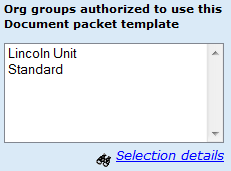 Org groups authorized to use this
Document packet template
Lincoln Unit
Standard
Selection details